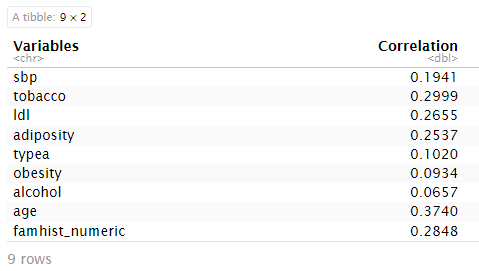 A tibble: 9 × 2
Variables Correlation
<chr> <dbl>
sbp 0.1941
tobacco 0.2999
ldl 0.2655
adiposity 0.2537
typea 0.1020
obesity 0.0934
alcohol 0.0657
age 0.3740
famhist_numeric 0.2848
9 rows